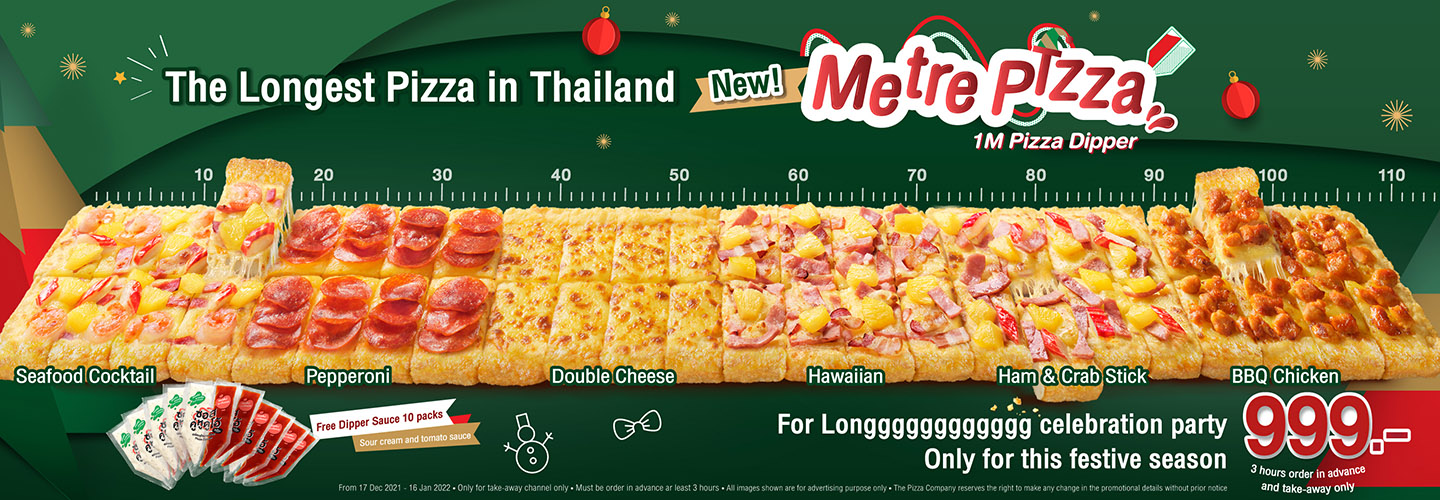 The Longest Pizza in Thailand
New!
Metre Pizza
1M Pizza Dipper
10 20 30 40 50 60 70 80 90 100 110
Seafood Cocktail
Pepperoni
Double Cheese
Hawaiian
Ham & Crab Stick
BBQ Chicken
Free Dipper Sauce 10 packs
Sour cream and tomato sauce
For Longgggggggggggg celebration party
Only for this festive season
999.-
3 hours order in advance
and take-away only
From 17 Dec 2021 - 16 Jan 2022 • Only for take-away channel only • Must be order in advance ar least 3 hours • All images shown are for advertising purpose only • The Pizza Company reserves the right to make any change in the promotional details without prior notice